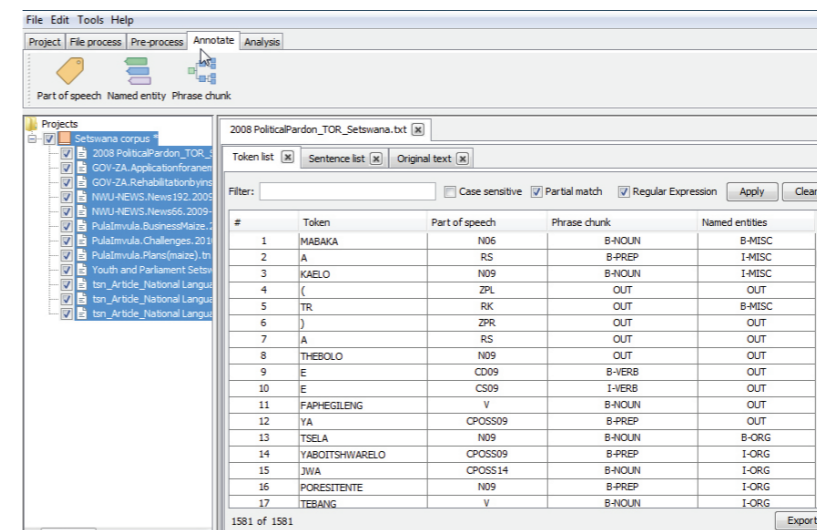 File Edit Tools Help
Project File process Pre-process Annotate Analysis
Part of speech Named entity Phrase chunk
Projects
Setswana corpus *
2008 PoliticalPardon_TOR_S
GOV-ZA.Applicationforanem
GOV-ZA.Rehabilitationbyins
NWU-NEWS.News192.2009
NWU-NEWS.News66.2009-
PulaImvula.BusinessMaize.2
PulaImvula.Challenges.201
PulaImvula.Plans(maize).tn
Youth and Parliament Setsw
tsn_Article_National Langua
tsn_Article_National Langua
tsn_Article_National Langua
2008 PoliticalPardon_TOR_Setswana.txt
Token list Sentence list Original text
Filter: Case sensitive Partial match Regular Expression Apply Clear
# Token Part of speech Phrase chunk Named entities
1 MABAKA N06 B-NOUN B-MISC
2 A RS B-PREP I-MISC
3 KAELO N09 B-NOUN I-MISC
4 ( ZPL OUT OUT
5 TR RK OUT B-MISC
6 ) ZPR OUT OUT
7 A RS OUT OUT
8 THEBOLO N09 OUT OUT
9 E CD09 B-VERB OUT
10 E CS09 I-VERB OUT
11 FAPHEGILENG V B-NOUN OUT
12 YA CPOSS09 B-PREP OUT
13 TSELA N09 B-NOUN B-ORG
14 YABOITSHWARELO CPOSS09 B-PREP I-ORG
15 JWA CPOSS14 B-NOUN I-ORG
16 PORESITENTE N09 B-PREP I-ORG
17 TEBANG V B-NOUN I-ORG
1581 of 1581 Export